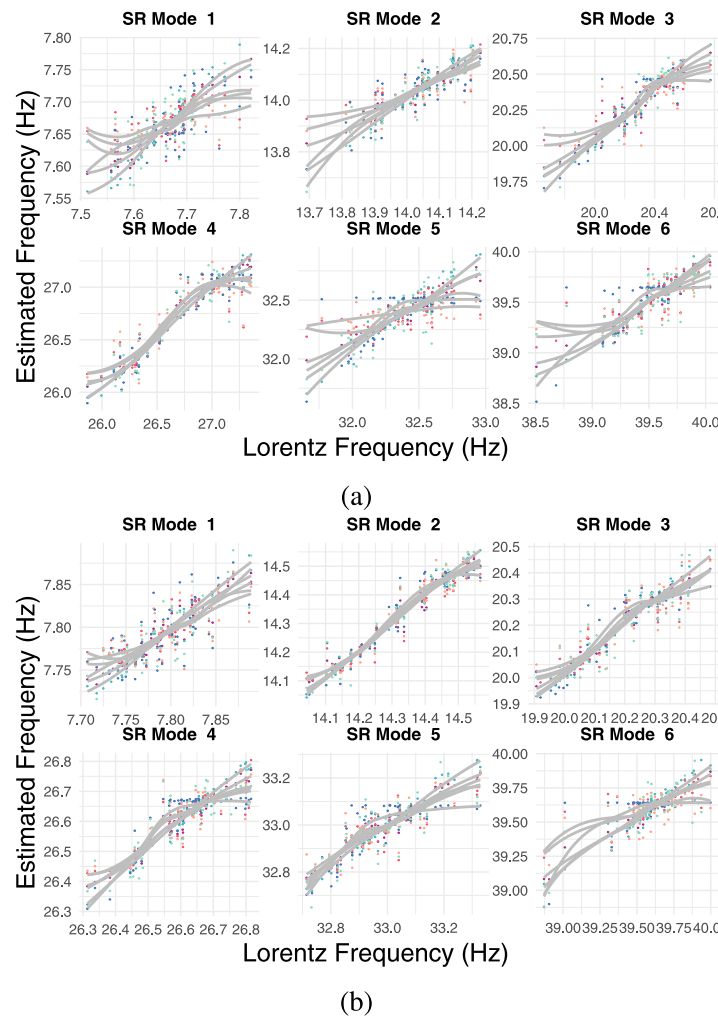 SR Mode 1 SR Mode 2 SR Mode 3
7.80 7.75 7.70 7.65 7.60 7.55
14.2 14.0 13.8
20.75 20.50 20.25 20.00 19.75
7.5 7.6 7.7 7.8
13.7 13.8 13.9 14.0 14.1 14.2
20.0 20.4 20.8
SR Mode 4 SR Mode 5 SR Mode 6
27.0 26.5 26.0
32.5 32.0
40.0 39.5 39.0 38.5
26.0 26.5 27.0
32.0 32.5 33.0
38.5 39.0 39.5 40.0
Estimated Frequency (Hz)
Lorentz Frequency (Hz)
(a)
SR Mode 1 SR Mode 2 SR Mode 3
7.85 7.80 7.75
14.5 14.4 14.3 14.2 14.1
20.5 20.4 20.3 20.2 20.1 20.0 19.9
7.70 7.75 7.80 7.85
14.1 14.2 14.3 14.4 14.5
19.9 20.0 20.1 20.2 20.3 20.4 20
SR Mode 4 SR Mode 5 SR Mode 6
26.8 26.7 26.6 26.5 26.4 26.3
33.2 33.0 32.8
40.00 39.75 39.50 39.25 39.00
26.3 26.4 26.5 26.6 26.7 26.8
32.8 33.0 33.2
39.00 39.25 39.50 39.75 40.0
Estimated Frequency (Hz)
Lorentz Frequency (Hz)
(b)